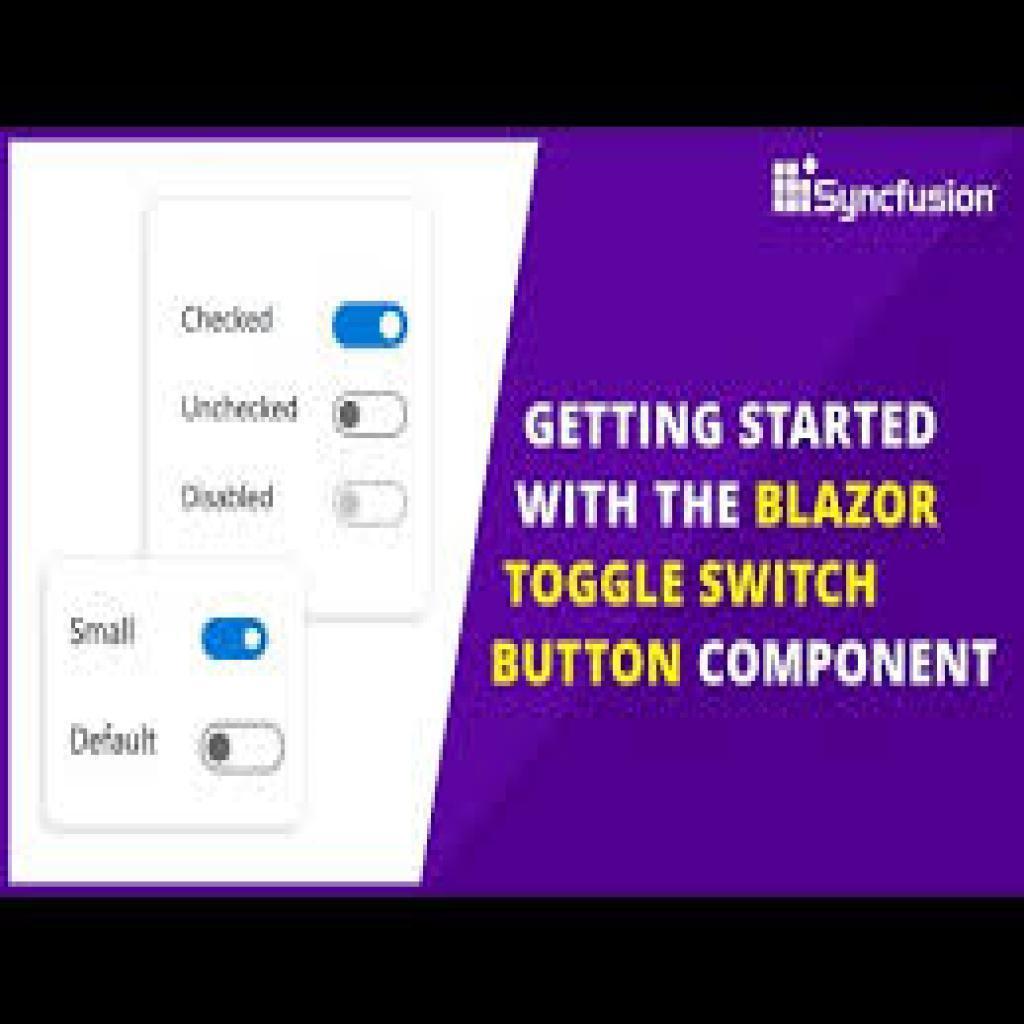 Syncfusion
Checked
Unchecked
Disabled
Small
Default
GETTING STARTED
WITH THE BLAZOR
TOGGLE SWITCH
BUTTON COMPONENT